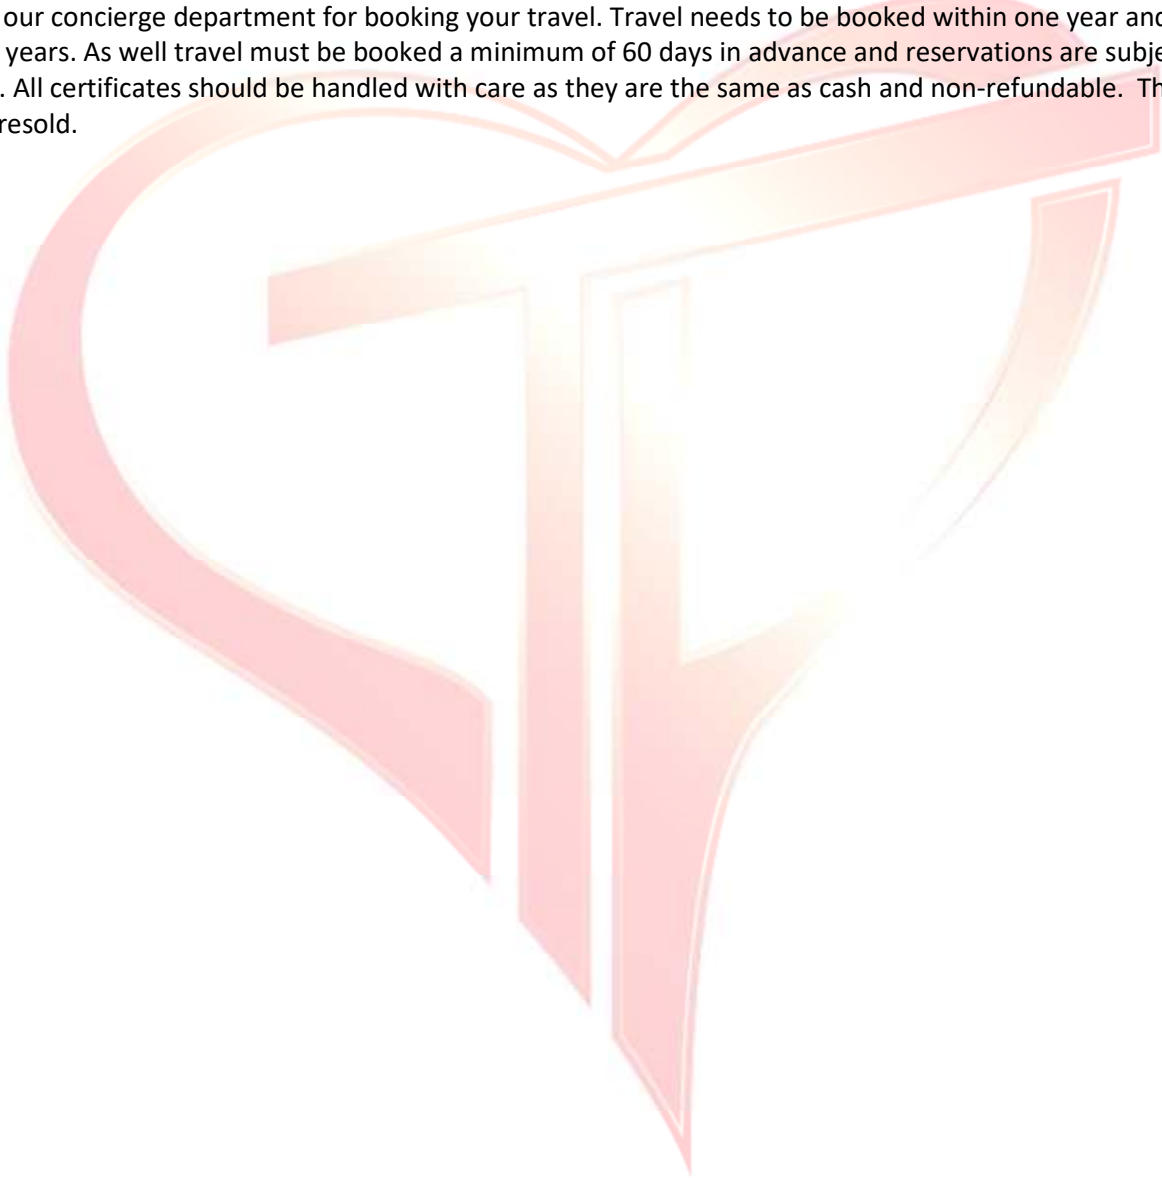 our concierge department for booking your travel. Travel needs to be booked within one year and
years. As well travel must be booked a minimum of 60 days in advance and reservations are subje
. All certificates should be handled with care as they are the same as cash and non-refundable. Th
resold.